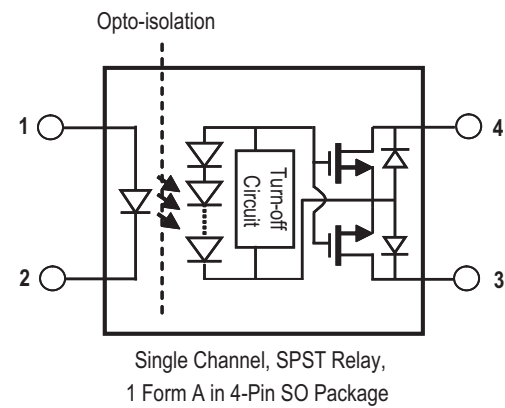 Opto-isolation
1
4
Turn-off
Circuit
2
3
Single Channel, SPST Relay,
1 Form A in 4-Pin SO Package